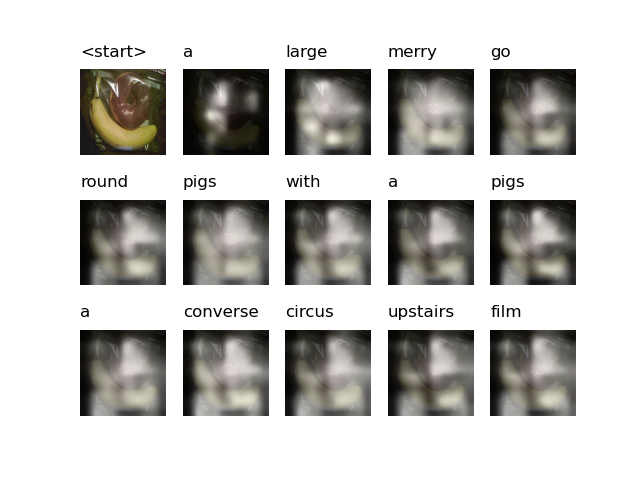 <start> a large merry go
round pigs with a pigs
a converse circus upstairs film